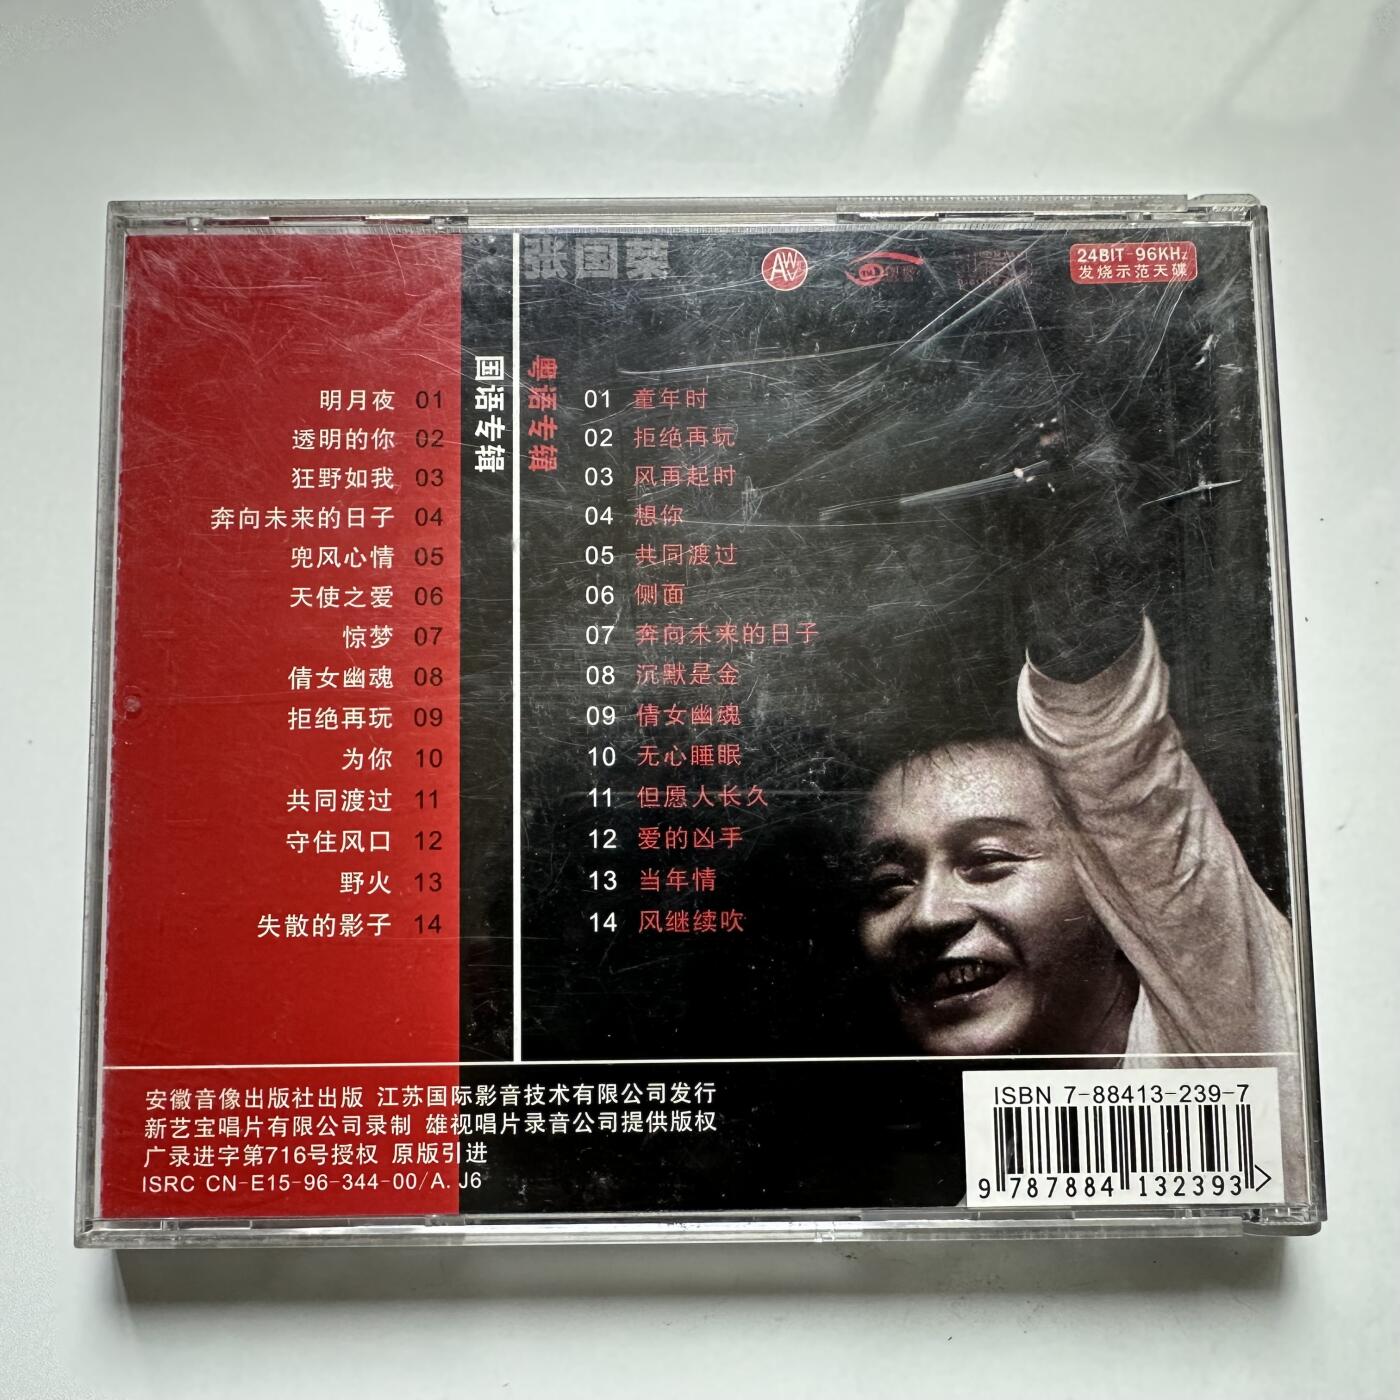 张国荣
AWA
24BIT-96KHz
发烧示范天碟
国语专辑
明月夜 01
透明的你 02
狂野如我 03
奔向未来的日子 04
兜风心情 05
天使之爱 06
惊梦 07
倩女幽魂 08
拒绝再玩 09
为你 10
共同渡过 11
守住风口 12
野火 13
失散的影子 14
粤语专辑
01 童年时
02 拒绝再玩
03 风再起时
04 想你
05 共同渡过
06 侧面
07 奔向未来的日子
08 沉默是金
09 倩女幽魂
10 无心睡眠
11 但愿人长久
12 爱的凶手
13 当年情
14 风继续吹
安徽音像出版社出版 江苏国际影音技术有限公司发行
新艺宝唱片有限公司录制 雄视唱片录音公司提供版权
广录进字第716号授权 原版引进
ISRC CN-E15-96-344-00/A.J6
ISBN 7-88413-239-7
9 787884 132393 >